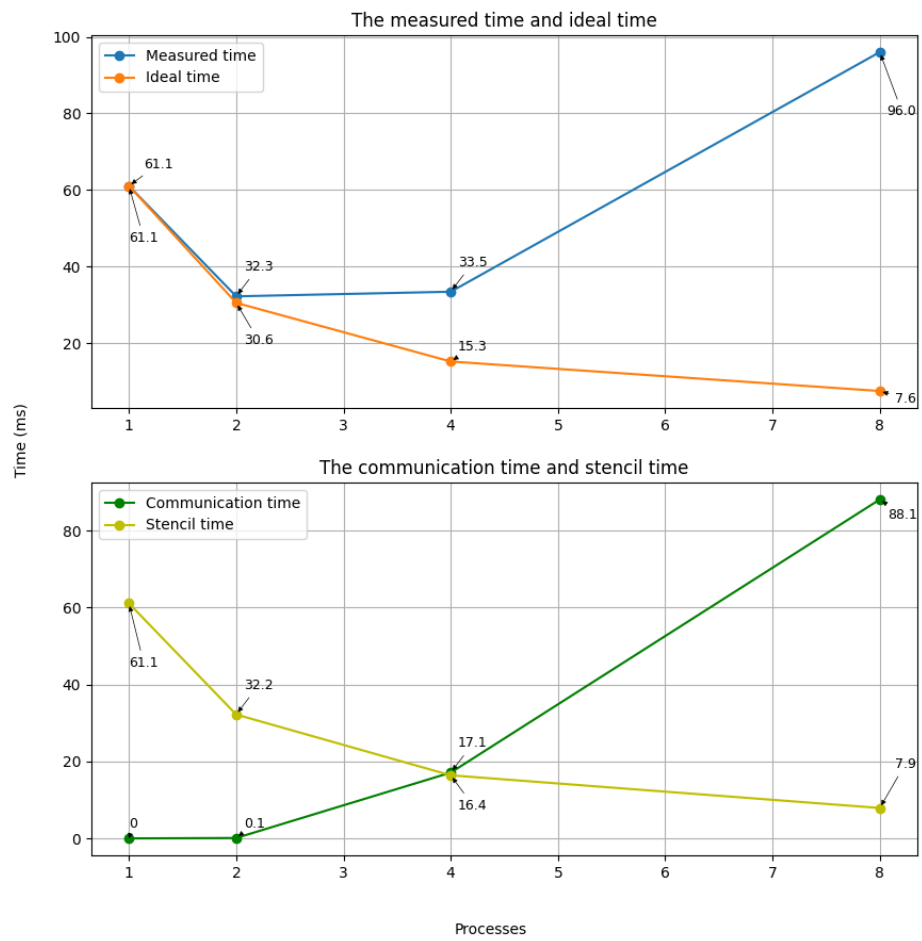 The measured time and ideal time
100
80
60
40
20
Measured time
Ideal time
61.1
61.1
32.3
30.6
33.5
15.3
96.0
7.6
1 2 3 4 5 6 7 8
Time (ms)
The communication time and stencil time
80
60
40
20
0
Communication time
Stencil time
61.1
0
32.2
0.1
17.1
16.4
88.1
7.9
1 2 3 4 5 6 7 8
Processes